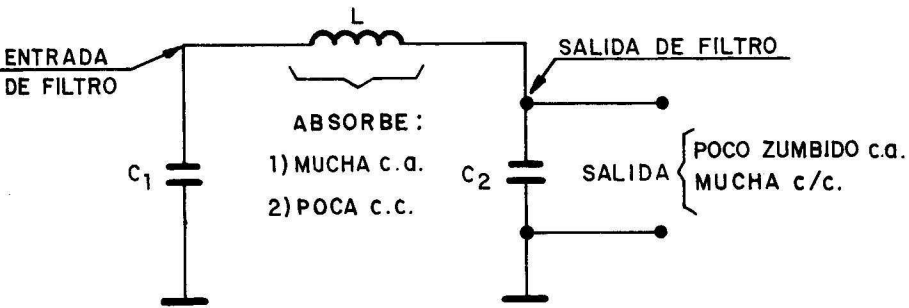 L
ENTRADA
DE FILTRO
SALIDA DE FILTRO
ABSORBE:
1) MUCHA c.a.
2) POCA C.C.
C1
C2
SALIDA
POCO ZUMBIDO c.a.
MUCHA c/c.